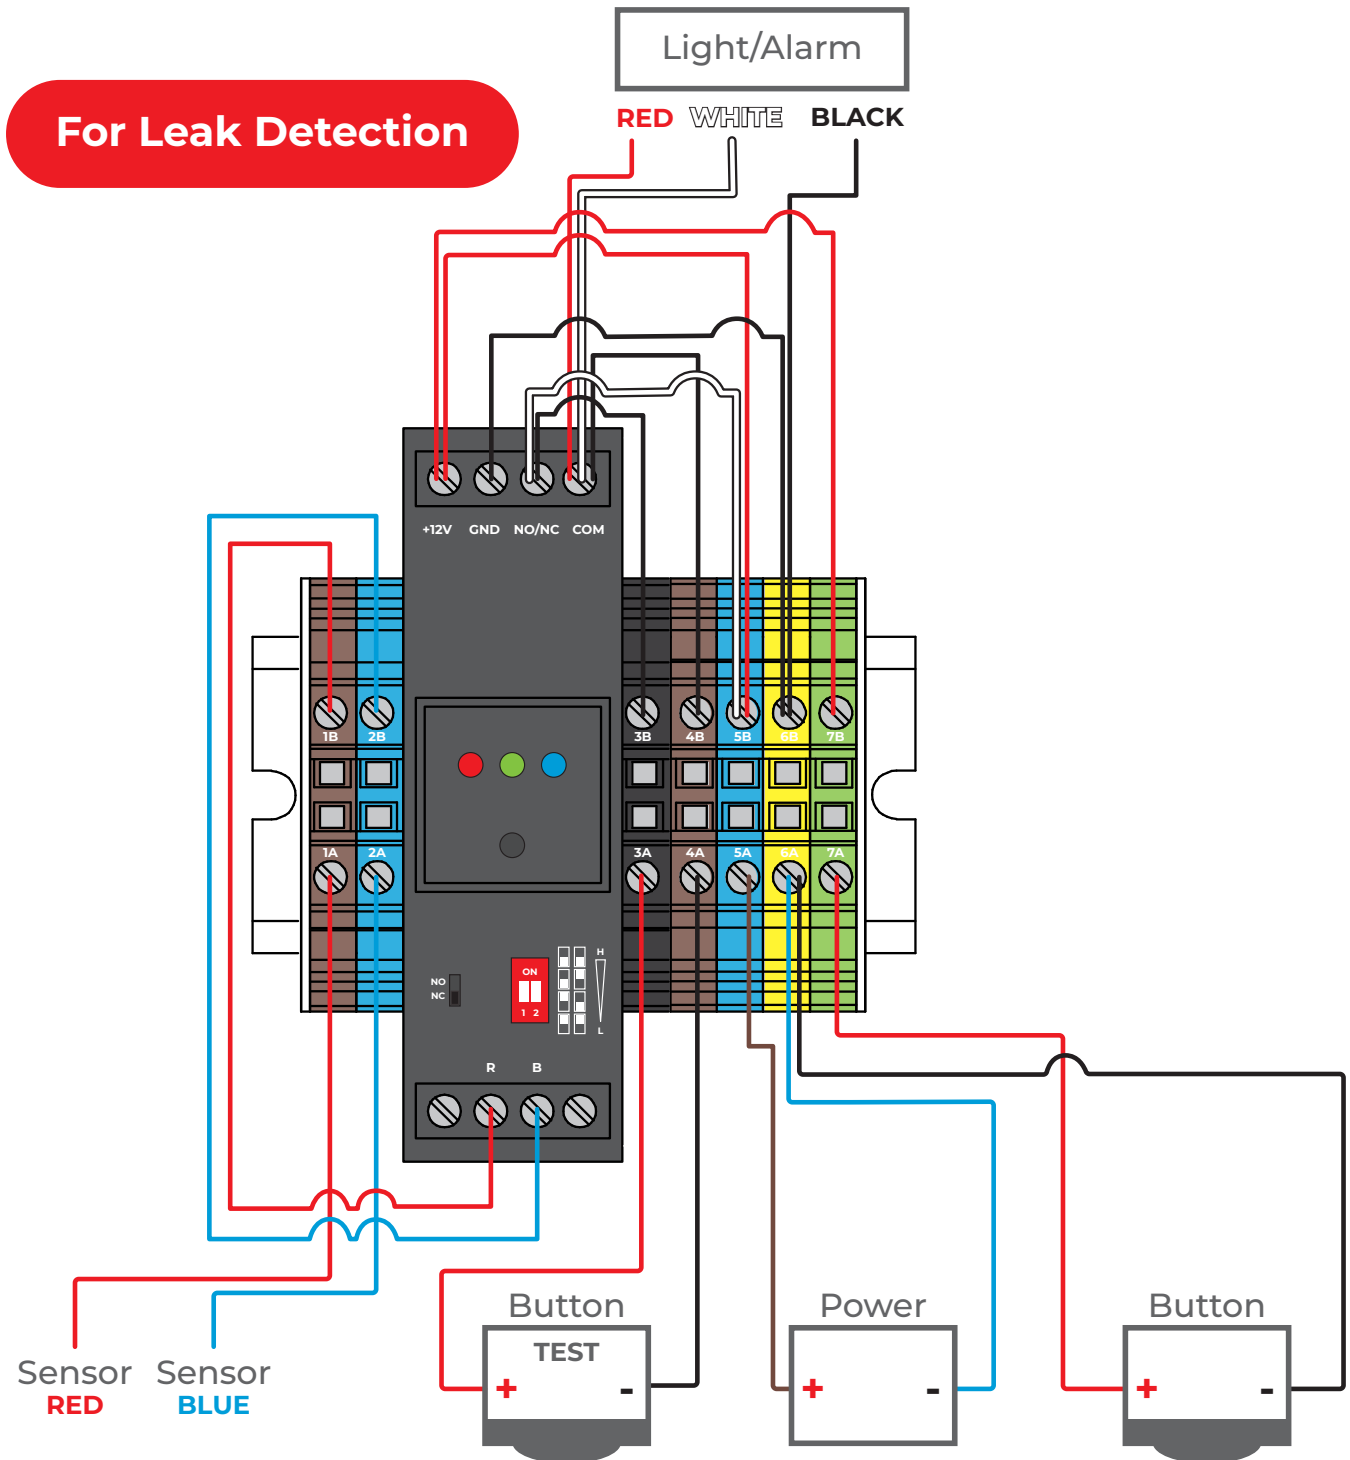 Light/Alarm
For Leak Detection
RED WHITE BLACK
+12V GND NO/NC COM
1B 2B 3B 4B 5B 6B 7B
1A 2A 3A 4A 5A 6A 7A
H
ON
NO
NC
1 2
L
R B
Button Power Button
TEST
+ - + - + -
Sensor Sensor
RED BLUE